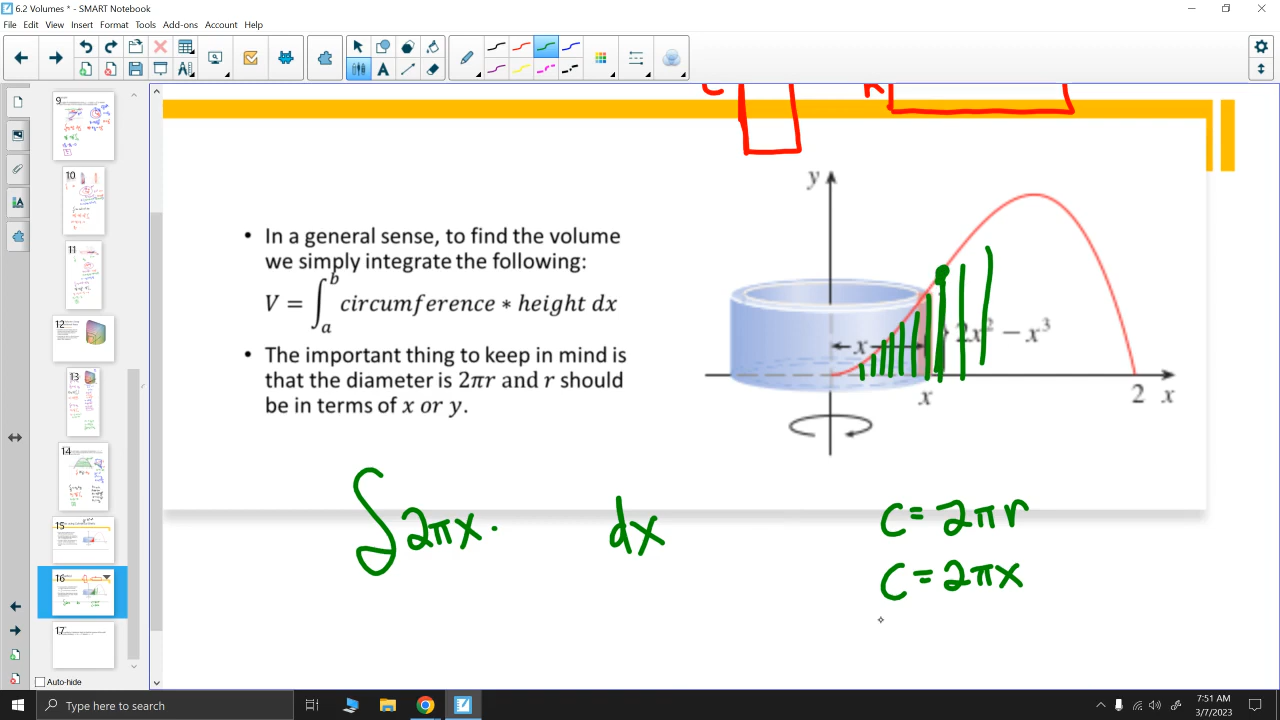 6.2 Volumes * - SMART Notebook
File Edit View Insert Format Tools Add-ons Account Help
9
10
11
12
13
14
15
16
17
Auto-hide
• In a general sense, to find the volume
we simply integrate the following:
V = ∫_a^b circumference * height dx
• The important thing to keep in mind is
that the diameter is 2πr and r should
be in terms of x or y.
y
x
2x² − x³
x
2 x
∫ 2πx · dx
C = 2πr
C = 2πx
Type here to search
7:51 AM
3/7/2023